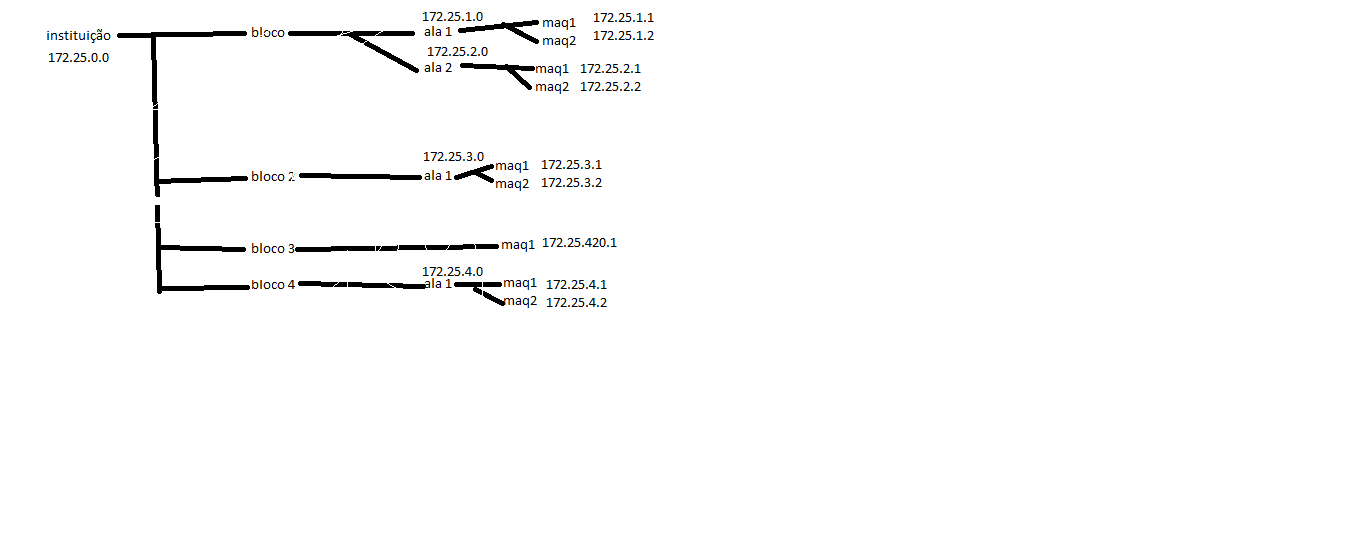 172.25.1.0
instituição bloco ala 1 maq1 172.25.1.1
maq2 172.25.1.2
172.25.0.0
172.25.2.0
ala 2 maq1 172.25.2.1
maq2 172.25.2.2
172.25.3.0
bloco 2 ala 1 maq1 172.25.3.1
maq2 172.25.3.2
bloco 3 maq1 172.25.420.1
172.25.4.0
bloco 4 ala 1 maq1 172.25.4.1
maq2 172.25.4.2